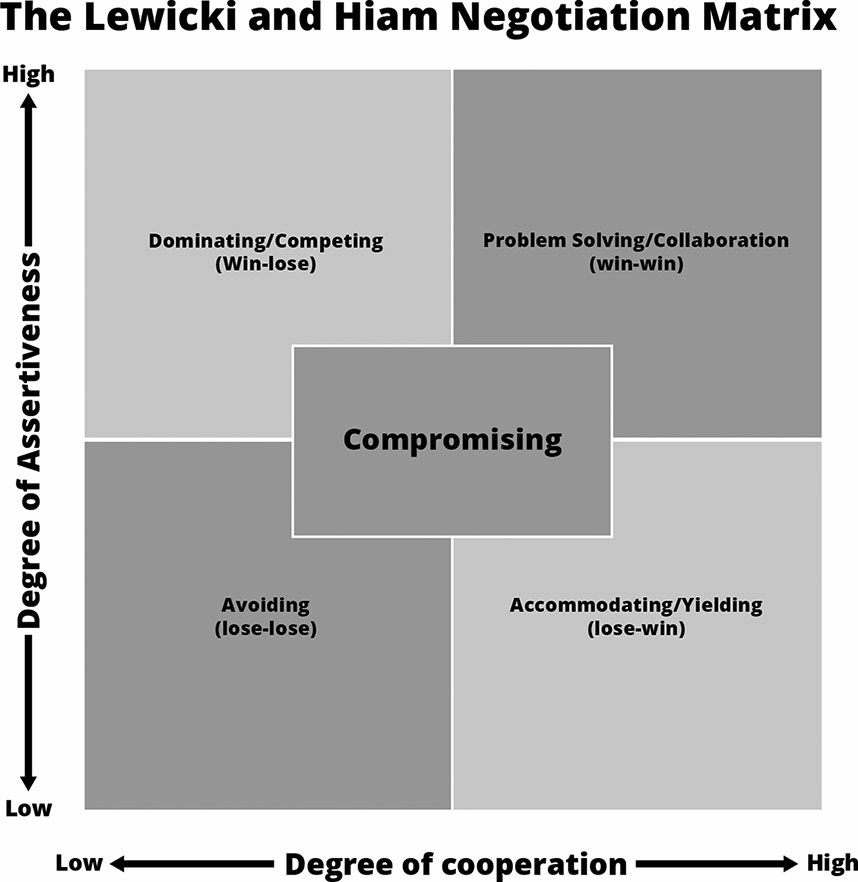 The Lewicki and Hiam Negotiation Matrix
High
Degree of Assertiveness
Low
Dominating/Competing
(Win-lose)
Problem Solving/Collaboration
(win-win)
Compromising
Avoiding
(lose-lose)
Accommodating/Yielding
(lose-win)
Low
Degree of cooperation
High